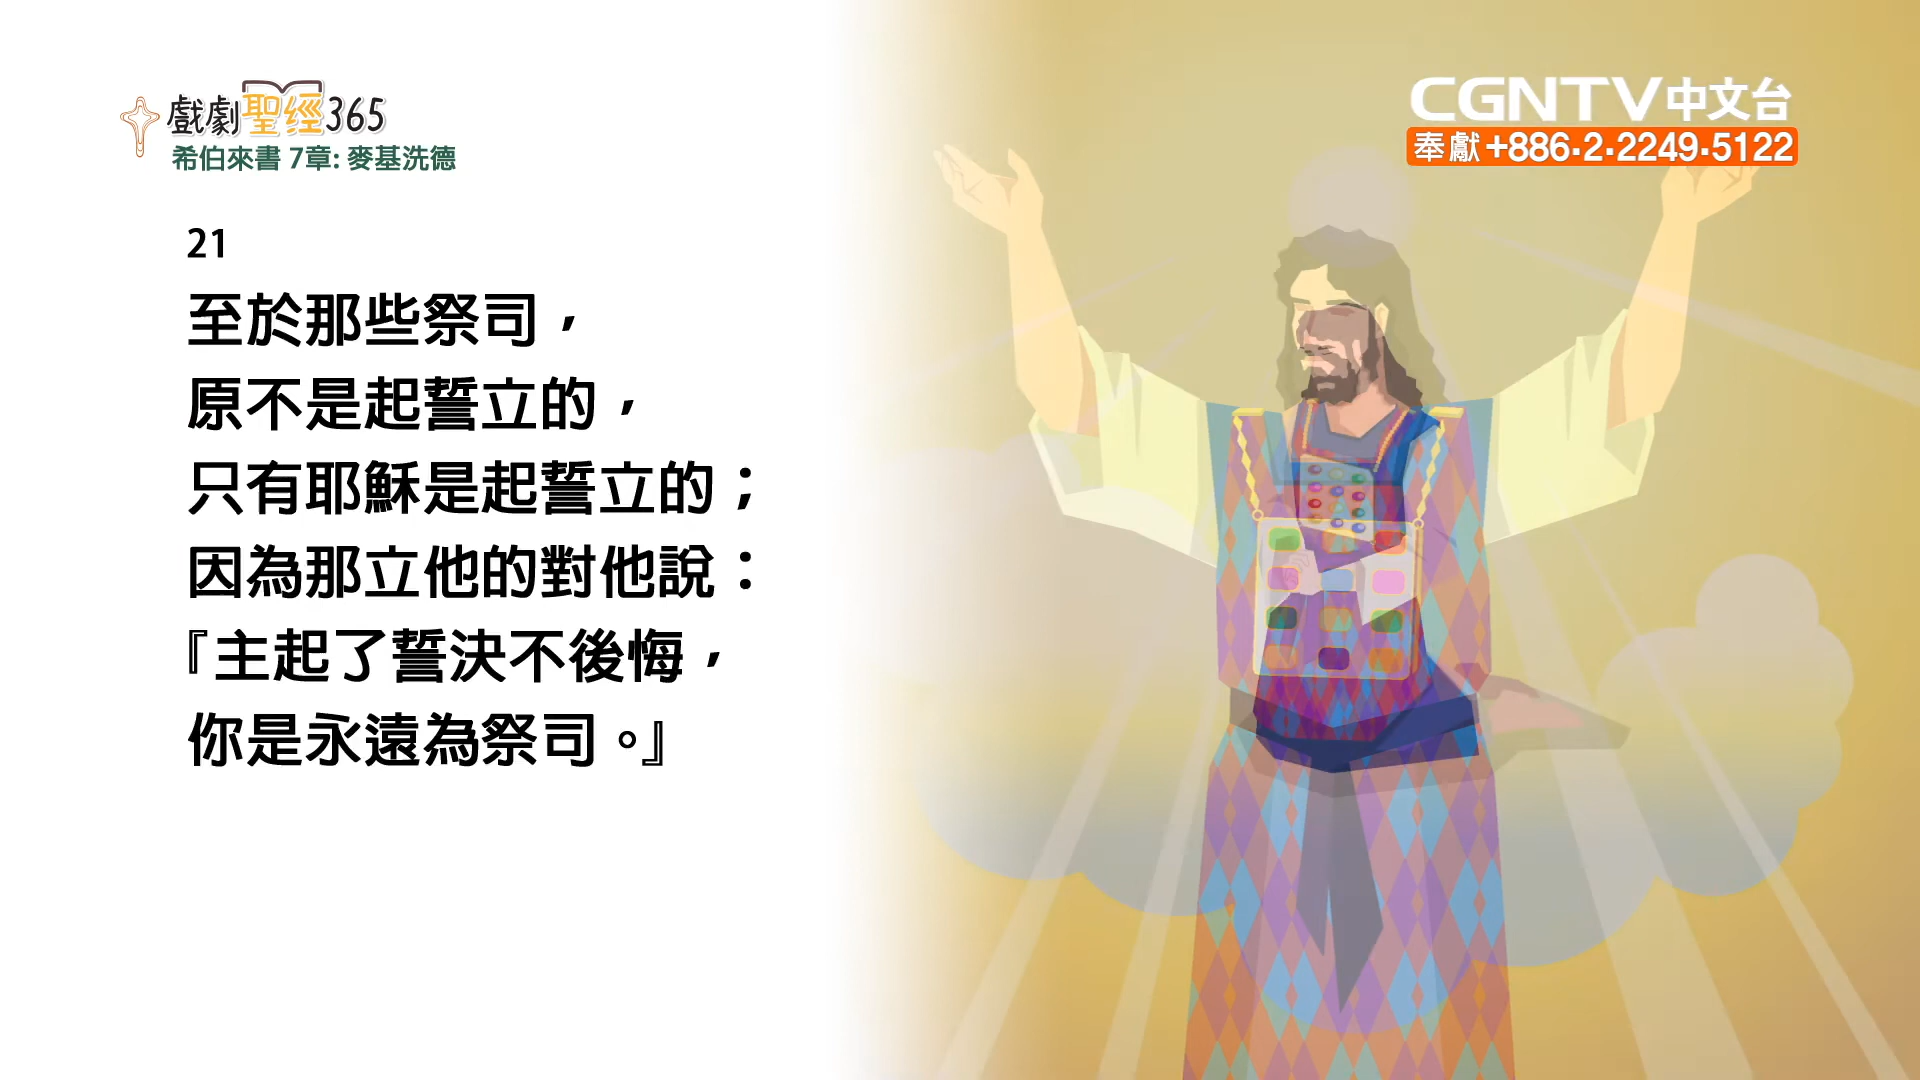 戲劇聖經365
希伯來書 7章: 麥基洗德
CGNTV中文台
奉獻 +886·2·2249·5122
21
至於那些祭司，
原不是起誓立的，
只有耶穌是起誓立的；
因為那立他的對他說：
『主起了誓決不後悔，
你是永遠為祭司。』